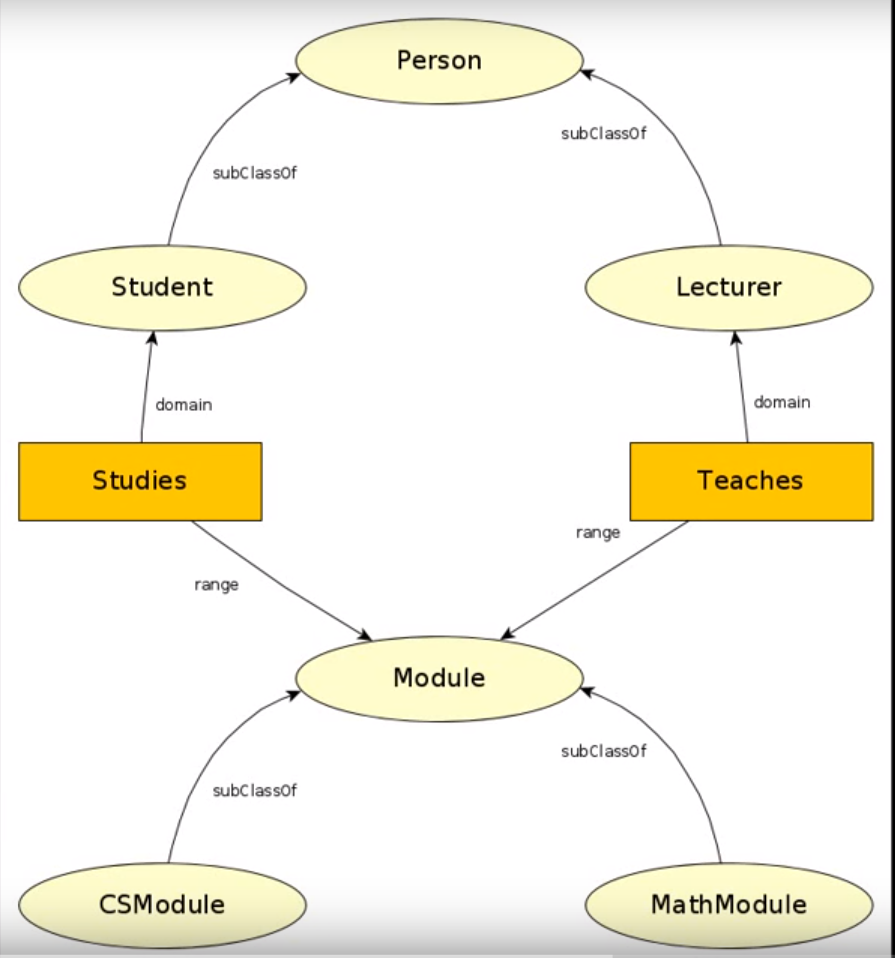 Person
subClassOf
subClassOf
Student
Lecturer
domain
domain
Studies
Teaches
range
range
Module
subClassOf
subClassOf
CSModule
MathModule